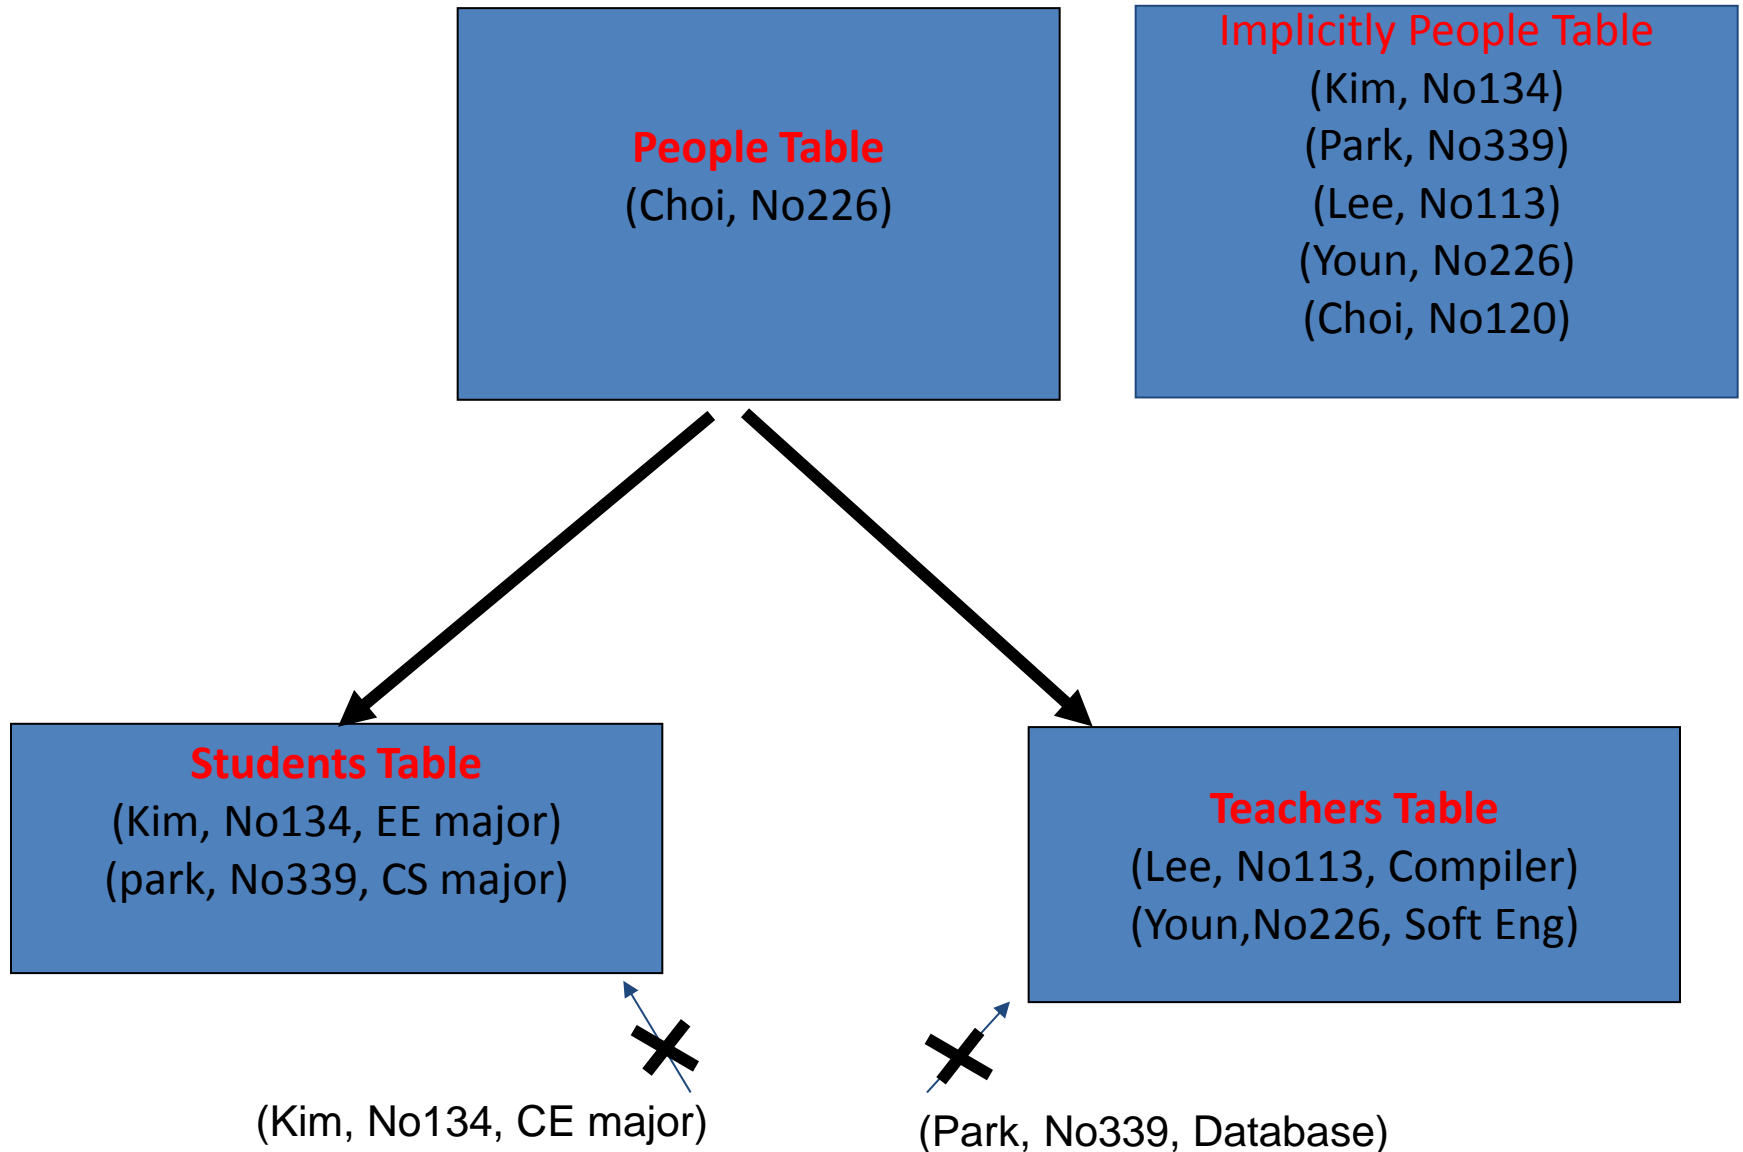 People Table
(Choi, No226)
Implicitly People Table
(Kim, No134)
(Park, No339)
(Lee, No113)
(Youn, No226)
(Choi, No120)
Students Table
(Kim, No134, EE major)
(park, No339, CS major)
Teachers Table
(Lee, No113, Compiler)
(Youn,No226, Soft Eng)
(Kim, No134, CE major)
(Park, No339, Database)